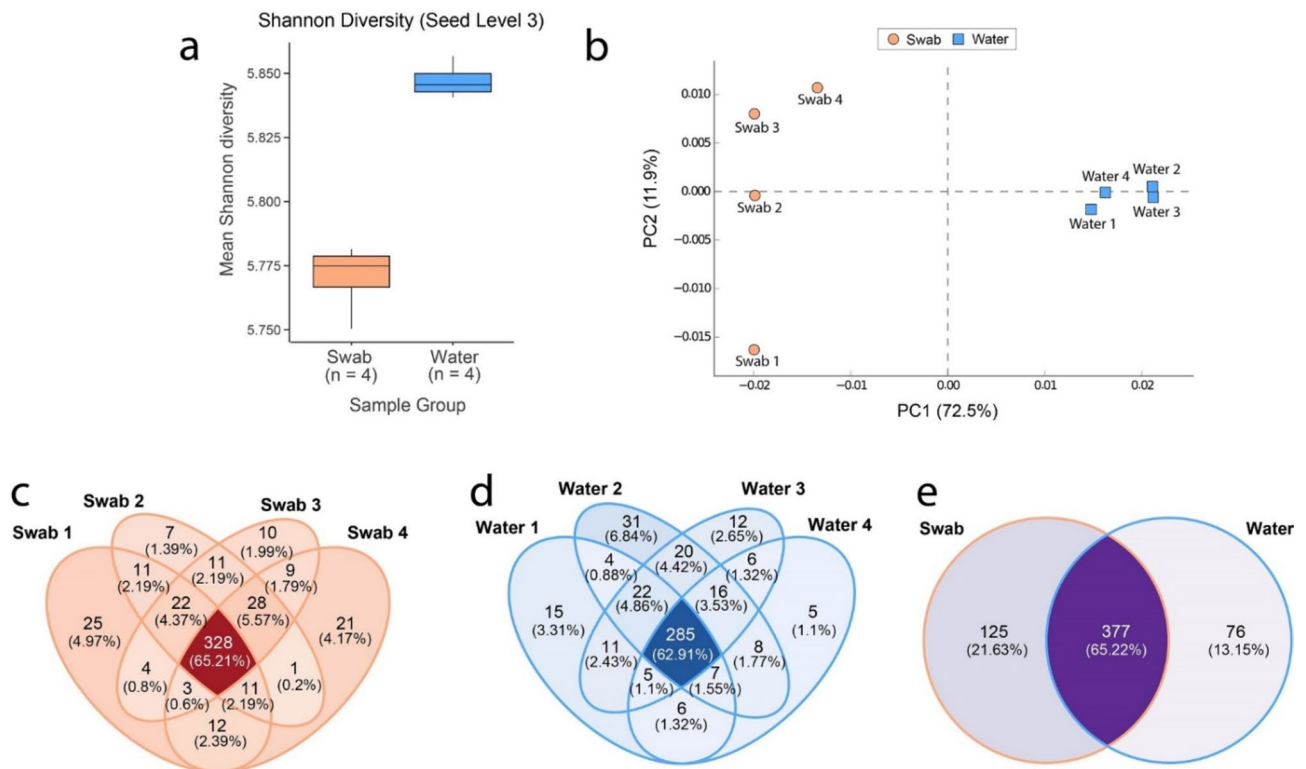 a
Shannon Diversity (Seed Level 3)
Mean Shannon diversity
5.850
5.825
5.800
5.775
5.750
Swab
(n = 4)
Water
(n = 4)
Sample Group
b
Swab Water
PC2 (11.9%)
0.010
0.005
0.000
−0.005
−0.010
−0.015
Swab 4
Swab 3
Swab 2
Swab 1
Water 4
Water 2
Water 1
Water 3
−0.02
−0.01
0.00
0.01
0.02
PC1 (72.5%)
c
Swab 1
Swab 2
Swab 3
Swab 4
7
(1.39%)
10
(1.99%)
11
(2.19%)
11
(2.19%)
9
(1.79%)
25
(4.97%)
22
(4.37%)
28
(5.57%)
21
(4.17%)
328
(65.21%)
4
(0.8%)
1
(0.2%)
3
(0.6%)
11
(2.19%)
12
(2.39%)
d
Water 1
Water 2
Water 3
Water 4
31
(6.84%)
12
(2.65%)
4
(0.88%)
20
(4.42%)
6
(1.32%)
15
(3.31%)
22
(4.86%)
16
(3.53%)
5
(1.1%)
285
(62.91%)
11
(2.43%)
8
(1.77%)
5
(1.1%)
7
(1.55%)
6
(1.32%)
e
Swab
Water
125
(21.63%)
377
(65.22%)
76
(13.15%)